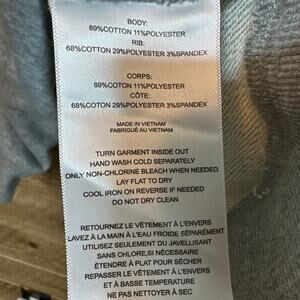 BODY:
89%COTTON 11%POLYESTER
RIB:
68%COTTON 29%POLYESTER 3%SPANDEX
CORPS:
89%COTTON 11%POLYESTER
CÔTE:
68%COTTON 29%POLYESTER 3%SPANDEX
MADE IN VIETNAM
FABRIQUÉ AU VIETNAM
TURN GARMENT INSIDE OUT
HAND WASH COLD SEPARATELY
ONLY NON-CHLORINE BLEACH WHEN NEEDED
LAY FLAT TO DRY
COOL IRON ON REVERSE IF NEEDED
DO NOT DRY CLEAN
RETOURNEZ LE VÊTEMENT À L'ENVERS
LAVEZ À LA MAIN À L'EAU FROIDE SÉPARÉMENT
UTILISEZ SEULEMENT DU JAVELLISANT
SANS CHLORE,SI NÉCESSAIRE
ÉTENDRE À PLAT POUR SÉCHER
REPASSER LE VÊTEMENT À L'ENVERS
ET À BASSE TEMPÉRATURE
NE PAS NETTOYER À SEC